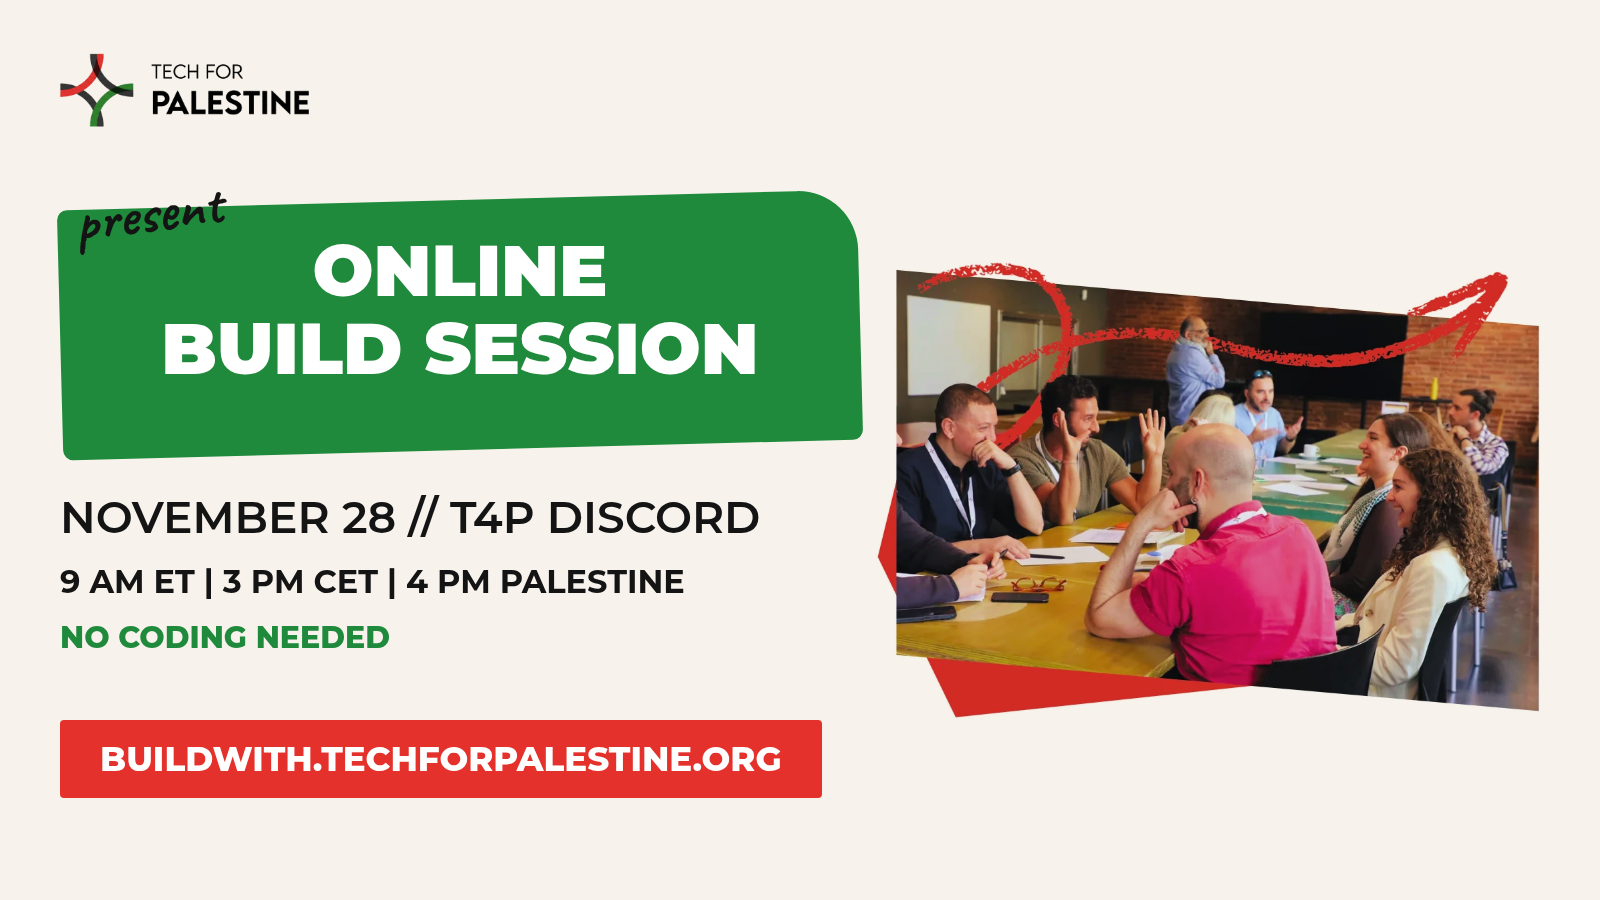 TECH FOR
PALESTINE
present
ONLINE
BUILD SESSION
NOVEMBER 28 // T4P DISCORD
9 AM ET | 3 PM CET | 4 PM PALESTINE
NO CODING NEEDED
BUILDWITH.TECHFORPALESTINE.ORG